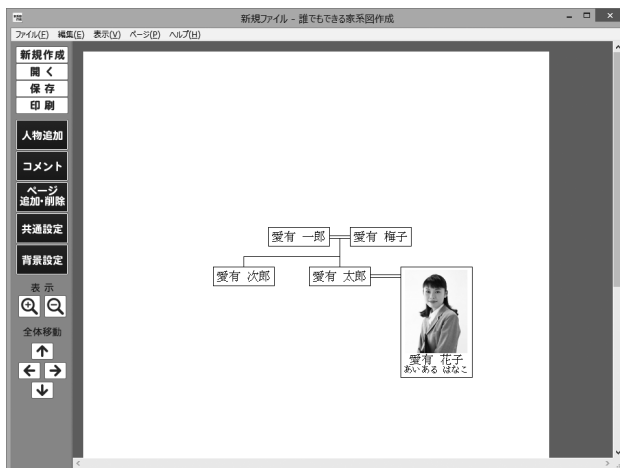 新規ファイル - 誰でもできる家系図作成
ファイル(F) 編集(E) 表示(V) ページ(P) ヘルプ(H)
新規作成
開く
保存
印刷
人物追加
コメント
ページ
追加・削除
共通設定
背景設定
表示
全体移動
愛有 一郎
愛有 梅子
愛有 次郎
愛有 太郎
愛有 花子
あいある はなこ